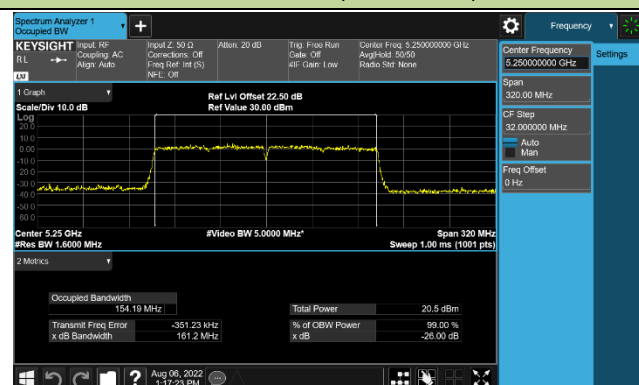 Spectrum Analyzer 1
Occupied BW
+
Frequency
KEYSIGHT
RL
LXI
Input: RF
Coupling: AC
Align: Auto
Input Z: 50 Ω
Corrections: Off
Freq Ref: Int (S)
NFE: Off
Atten: 20 dB
Trig: Free Run
Gate: Off
#IF Gain: Low
Center Freq: 5.250000000 GHz
Avg|Hold: 50/50
Radio Std: None
Center Frequency
5.250000000 GHz
Settings
Span
320.00 MHz
CF Step
32.000000 MHz
Auto
Man
Freq Offset
0 Hz
1 Graph
Scale/Div 10.0 dB
Ref Lvl Offset 22.50 dB
Ref Value 30.00 dBm
Log
20.0
10.0
0.00
-10.0
-20.0
-30.0
-40.0
-50.0
-60.0
Center 5.25 GHz
#Res BW 1.6000 MHz
#Video BW 5.0000 MHz*
Span 320 MHz
Sweep 1.00 ms (1001 pts)
2 Metrics
Occupied Bandwidth
154.19 MHz
Total Power 20.5 dBm
Transmit Freq Error -351.23 kHz
% of OBW Power 99.00 %
x dB Bandwidth 161.2 MHz
x dB -26.00 dB
?
Aug 06, 2022
1:17:23 PM